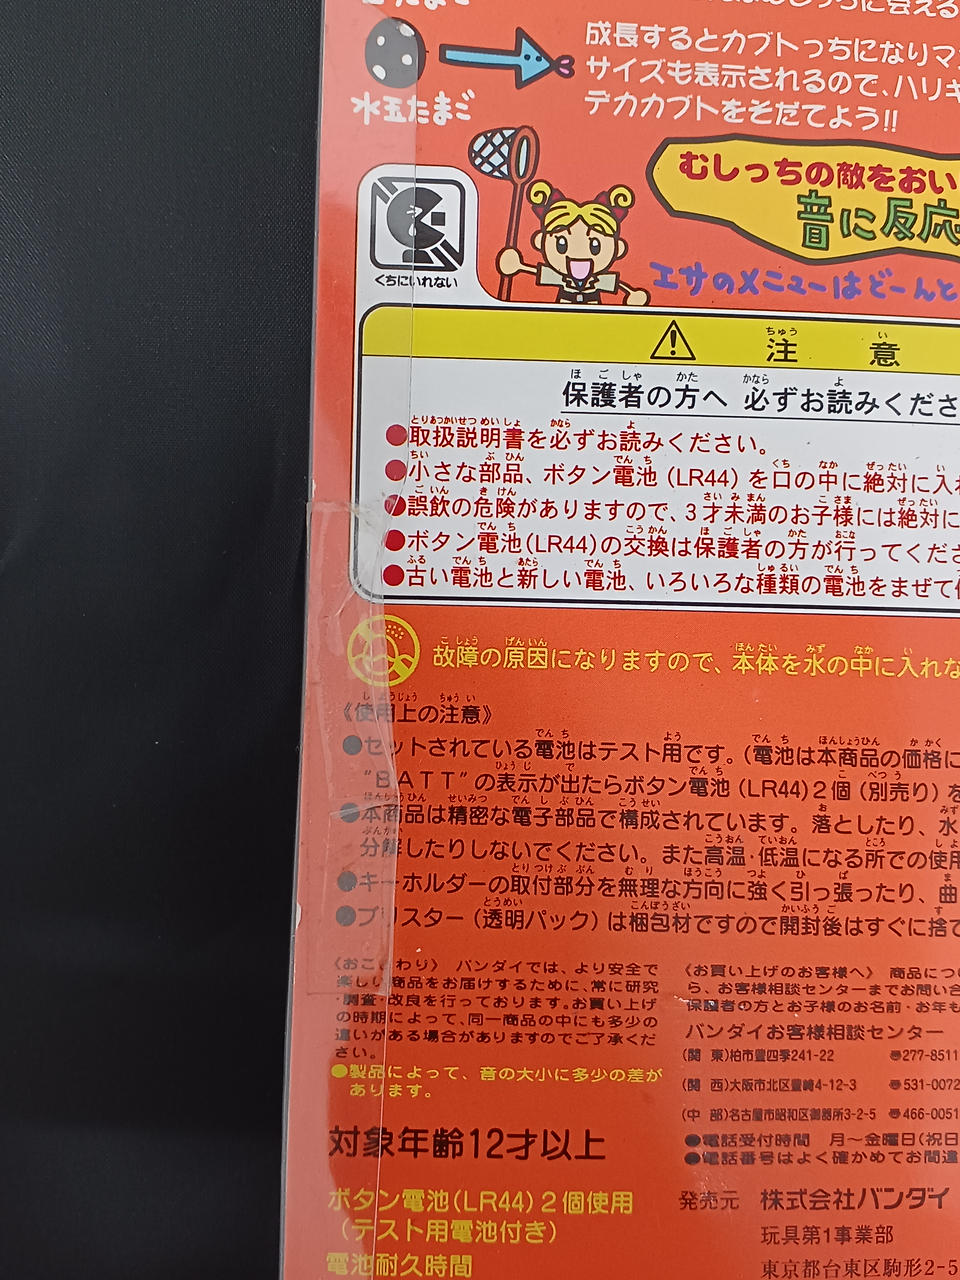 成長するとカブトっちになりマ
サイズも表示されるので、ハリキ
デカカブトをそだてよう!!
水玉たまご
むしっちの敵をおい
音に反応
エサのメニューはどーんと
くちにいれない
注意
保護者の方へ 必ずお読みくださ
●取扱説明書を必ずお読みください。
●小さな部品、ボタン電池(LR44)を口の中に絶対に入れ
●誤飲の危険がありますので、3才未満のお子様には絶対に
●ボタン電池(LR44)の交換は保護者の方が行ってくださ
●古い電池と新しい電池、いろいろな種類の電池をまぜて
故障の原因になりますので、本体を水の中に入れな
《使用上の注意》
●セットされている電池はテスト用です。(電池は本商品の価格に
"BATT"の表示が出たらボタン電池(LR44)2個(別売り)を
●本商品は精密な電子部品で構成されています。落としたり、水
分解したりしないでください。また高温・低温になる所での使用
●キーホルダーの取付部分を無理な方向に強く引っ張ったり、曲
●ブリスター(透明パック)は梱包材ですので開封後はすぐに捨て
《おことわり》 バンダイでは、より安全で
楽しい商品をお届けするために、常に研究
・調査・改良を行っております。お買い上げ
の時期によって、同一商品の中にも多少の
違いがある場合がありますのでご了承くだ
さい。
●製品によって、音の大小に多少の差が
あります。
対象年齢12才以上
ボタン電池(LR44)2個使用
(テスト用電池付き)
電池耐久時間
《お買い上げのお客様へ》 商品につい
ら、お客様相談センターまでお問い合
保護者の方とお子様のお名前・お年も
バンダイお客様相談センター
(関 東)柏市豊四季241-22 ☎277-8511
(関 西)大阪市北区豊崎4-12-3 ☎531-0072
(中 部)名古屋市昭和区御器所3-2-5 ☎466-0051
●電話受付時間 月〜金曜日(祝日
●電話番号はよく確かめてお間違
発売元 株式会社バンダイ
玩具第1事業部
東京都台東区駒形2-5